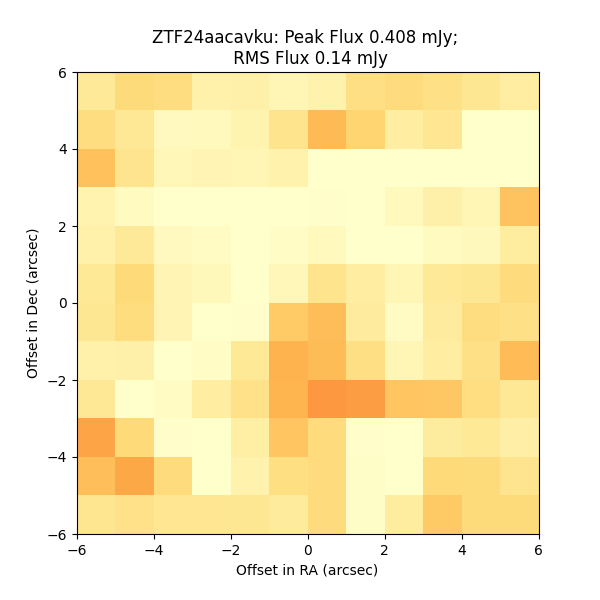 ZTF24aacavku: Peak Flux 0.408 mJy;
RMS Flux 0.14 mJy
6
4
2
0
−2
−4
−6
Offset in Dec (arcsec)
−6 −4 −2 0 2 4 6
Offset in RA (arcsec)